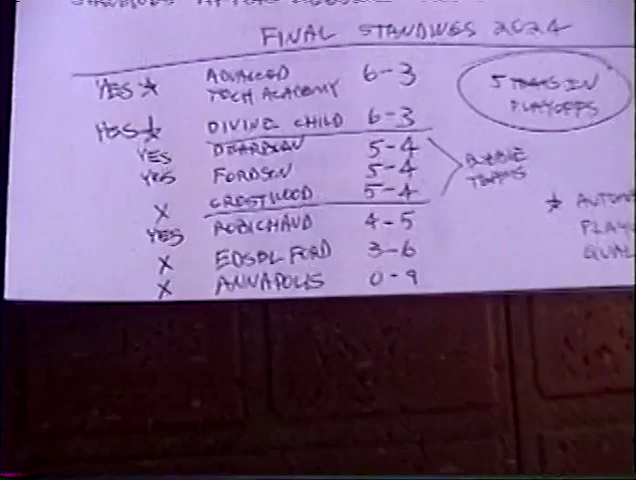 FINAL STANDINGS 2024
YES ★ ADVANCED TECH ACADEMY 6-3
YES ★ DIVINE CHILD 6-3
YES DEARBORN 5-4
YES FORDSON 5-4
X CRESTWOOD 5-4
YES ROBICHAUD 4-5
X EDSEL FORD 3-6
X ANNAPOLIS 0-9
5 TEAMS IN
PLAYOFFS
BUBBLE
TEAMS
★ AUTOM
PLAY
QUAL